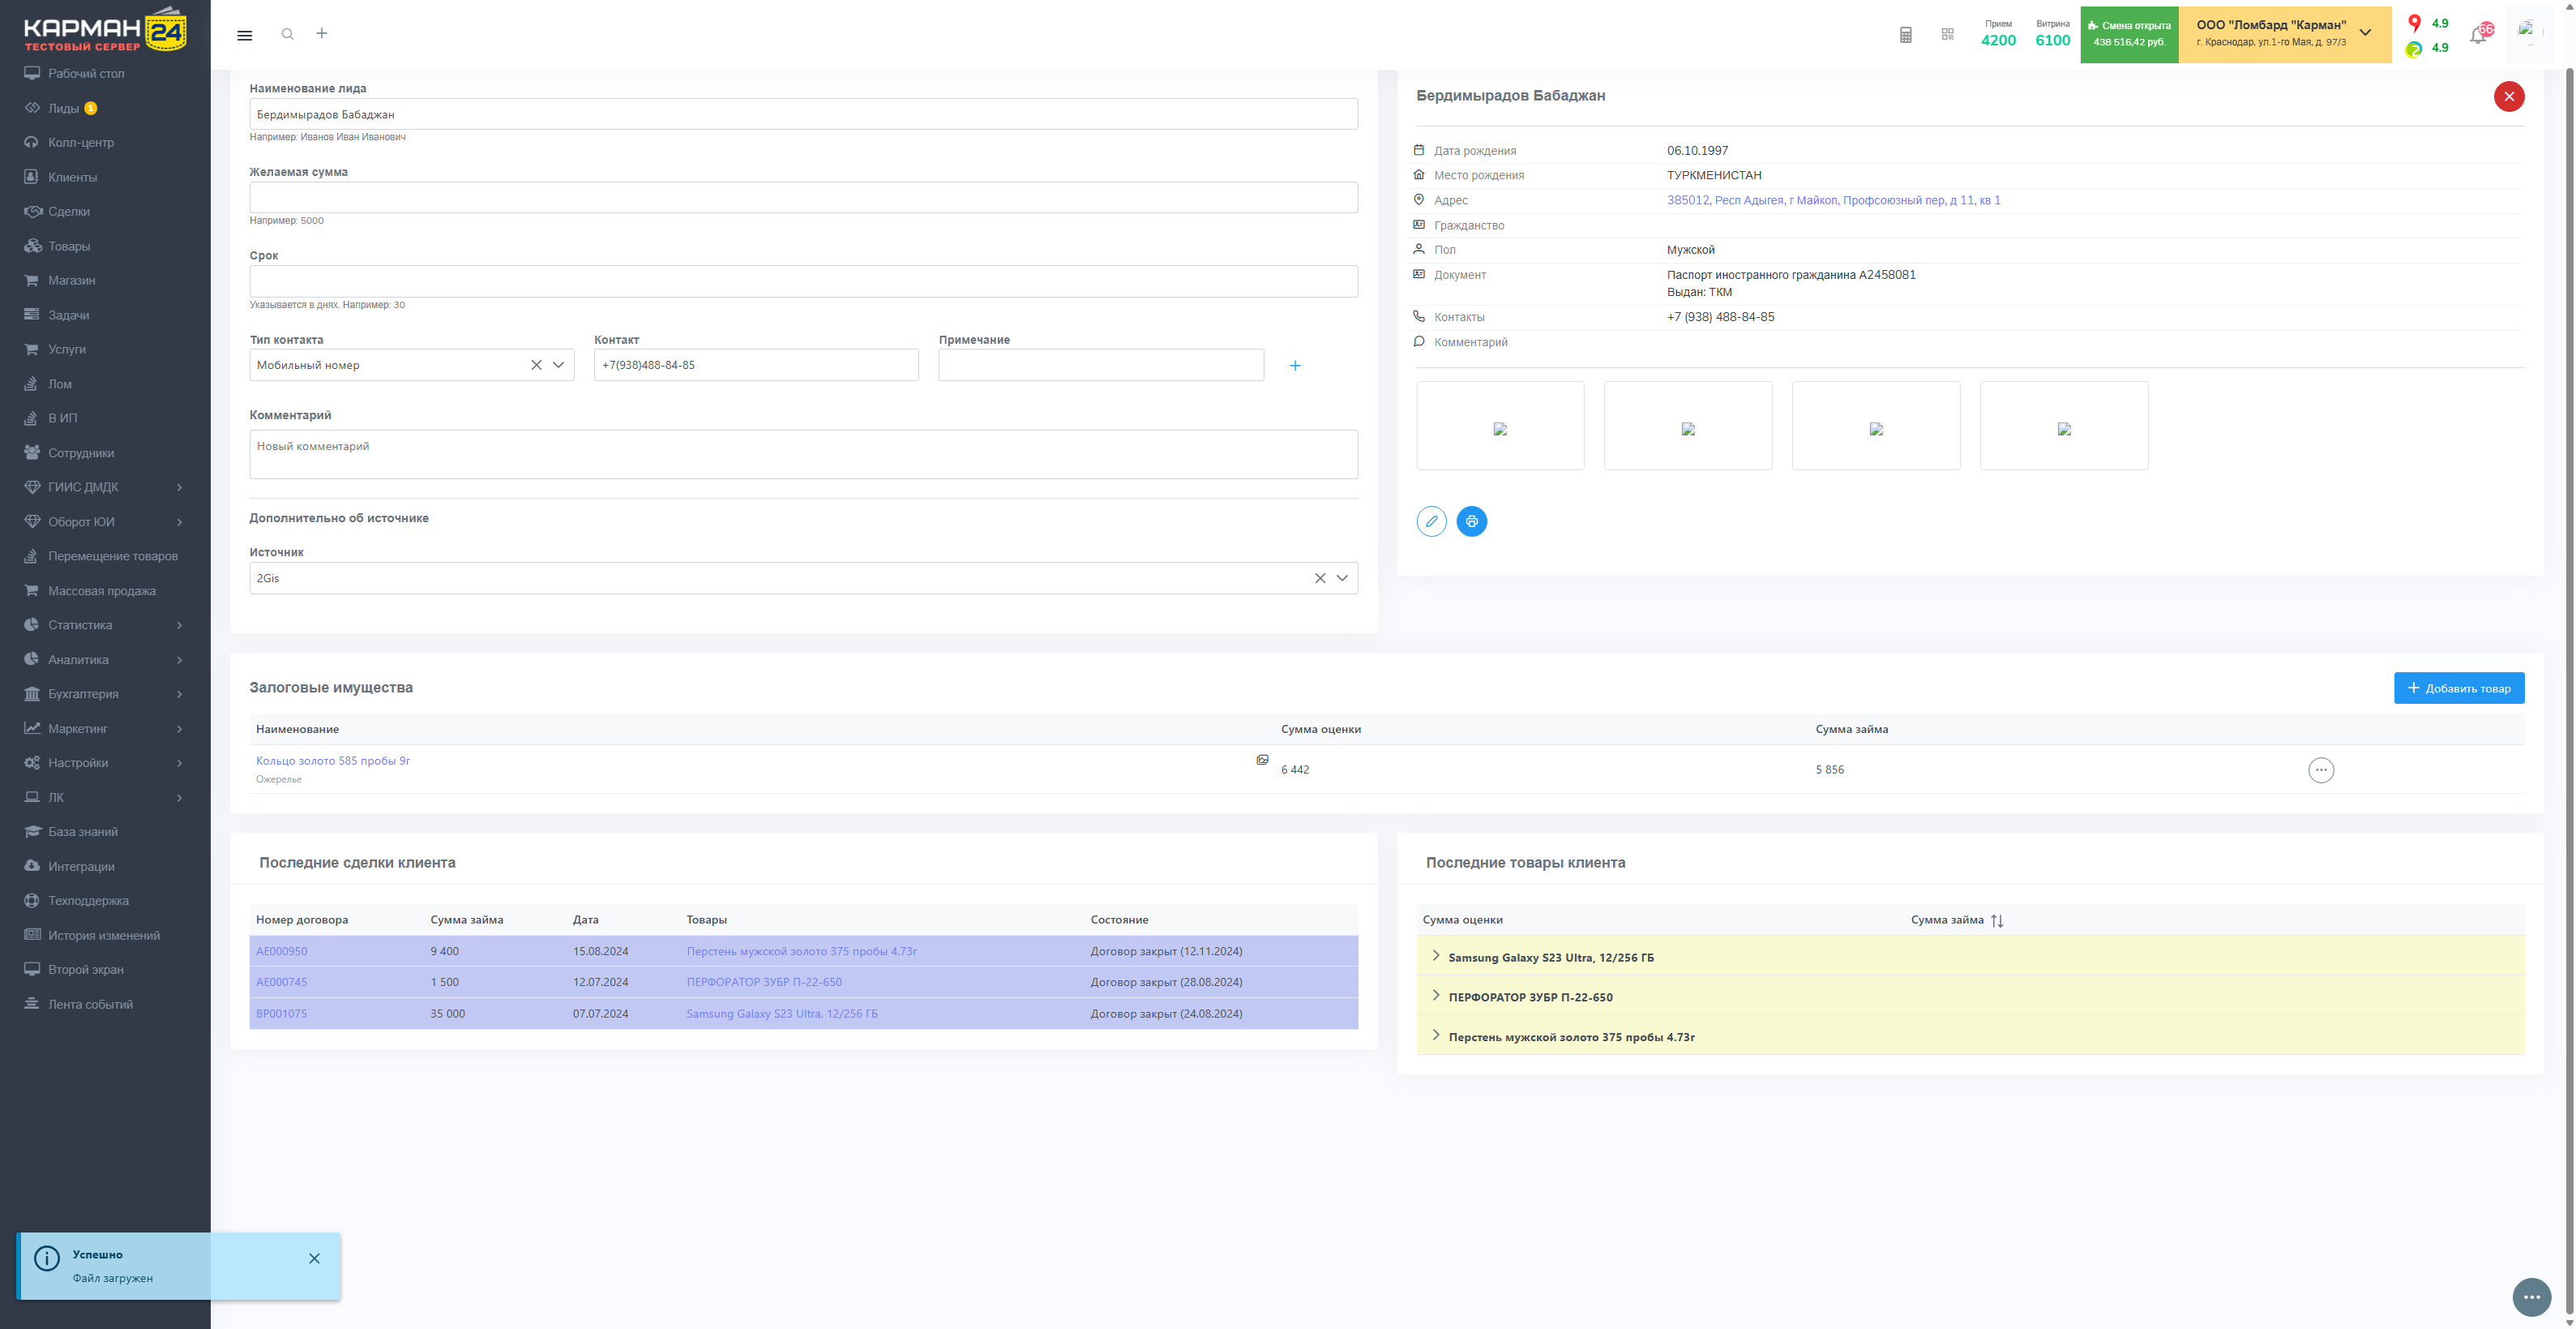 КАРМАН 24
ТЕСТОВЫЙ СЕРВЕР
Рабочий стол
Лиды 1
Колл-центр
Клиенты
Сделки
Товары
Магазин
Задачи
Услуги
Лом
В ИП
Сотрудники
ГИИС ДМДК
Оборот ЮИ
Перемещение товаров
Массовая продажа
Статистика
Аналитика
Бухгалтерия
Маркетинг
Настройки
ЛК
База знаний
Интеграции
Техподдержка
История изменений
Второй экран
Лента событий
Прием
4200
Витрина
6100
Смена открыта
438 516,42 руб.
ООО "Ломбард "Карман"
г. Краснодар, ул.1-го Мая, д. 97/3
4.9
4.9
Наименование лида
Бердимырадов Бабаджан
Например: Иванов Иван Иванович
Желаемая сумма
Например: 5000
Срок
Указывается в днях. Например: 30
Тип контакта Контакт Примечание
Мобильный номер +7(938)488-84-85
Комментарий
Новый комментарий
Дополнительно об источнике
Источник
2Gis
Бердимырадов Бабаджан
Дата рождения 06.10.1997
Место рождения ТУРКМЕНИСТАН
Адрес 385012, Респ Адыгея, г Майкоп, Профсоюзный пер, д 11, кв 1
Гражданство
Пол Мужской
Документ Паспорт иностранного гражданина А2458081
Выдан: ТКМ
Контакты +7 (938) 488-84-85
Комментарий
Залоговые имущества
Добавить товар
Наименование Сумма оценки Сумма займа
Кольцо золото 585 пробы 9г 6 442 5 856
Ожерелье
Последние сделки клиента
Номер договора Сумма займа Дата Товары Состояние
АЕ000950 9 400 15.08.2024 Перстень мужской золото 375 пробы 4.73г Договор закрыт (12.11.2024)
АЕ000745 1 500 12.07.2024 ПЕРФОРАТОР ЗУБР П-22-650 Договор закрыт (28.08.2024)
ВР001075 35 000 07.07.2024 Samsung Galaxy S23 Ultra, 12/256 ГБ Договор закрыт (24.08.2024)
Последние товары клиента
Сумма оценки Сумма займа
Samsung Galaxy S23 Ultra, 12/256 ГБ
ПЕРФОРАТОР ЗУБР П-22-650
Перстень мужской золото 375 пробы 4.73г
Успешно
Файл загружен